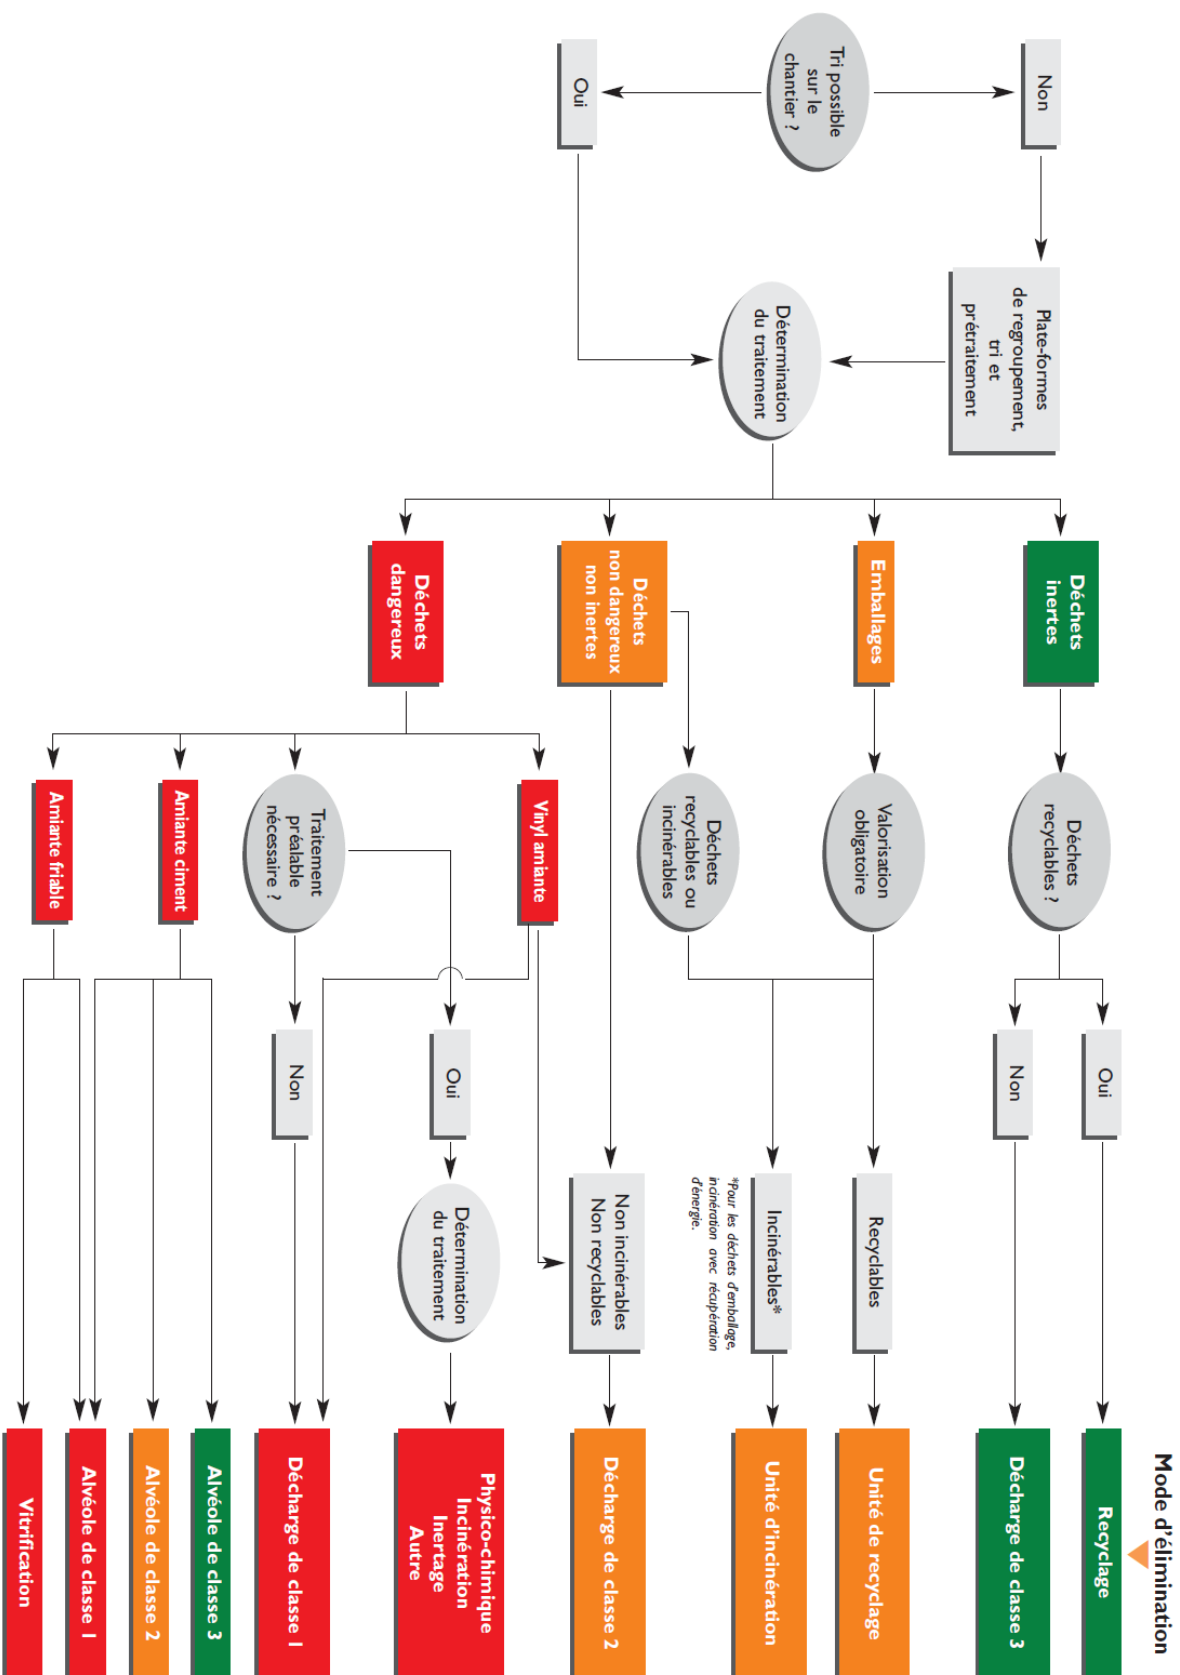 Mode d'élimination
Tri possible
sur le
chantier ?
Non
Oui
Plate-formes
de regroupement,
tri et
prétraitement
Détermination
du traitement
Déchets
inertes
Emballages
Déchets
non dangereux
non inertes
Déchets
dangereux
Déchets
recyclables ?
Valorisation
obligatoire
Déchets
recyclables ou
incinérables
Vinyl amiante
Traitement
préalable
nécessaire ?
Amiante ciment
Amiante friable
Oui
Non
Oui
Non
Recyclables
Incinérables*
*Pour les déchets d'emballage,
incinération avec récupération
d'énergie.
Non incinérables
Non recyclables
Détermination
du traitement
Recyclage
Décharge de classe 3
Unité de recyclage
Unité d'incinération
Décharge de classe 2
Physico-chimique
Incinération
Inertage
Autre
Décharge de classe 1
Alvéole de classe 3
Alvéole de classe 2
Alvéole de classe 1
Vitrification